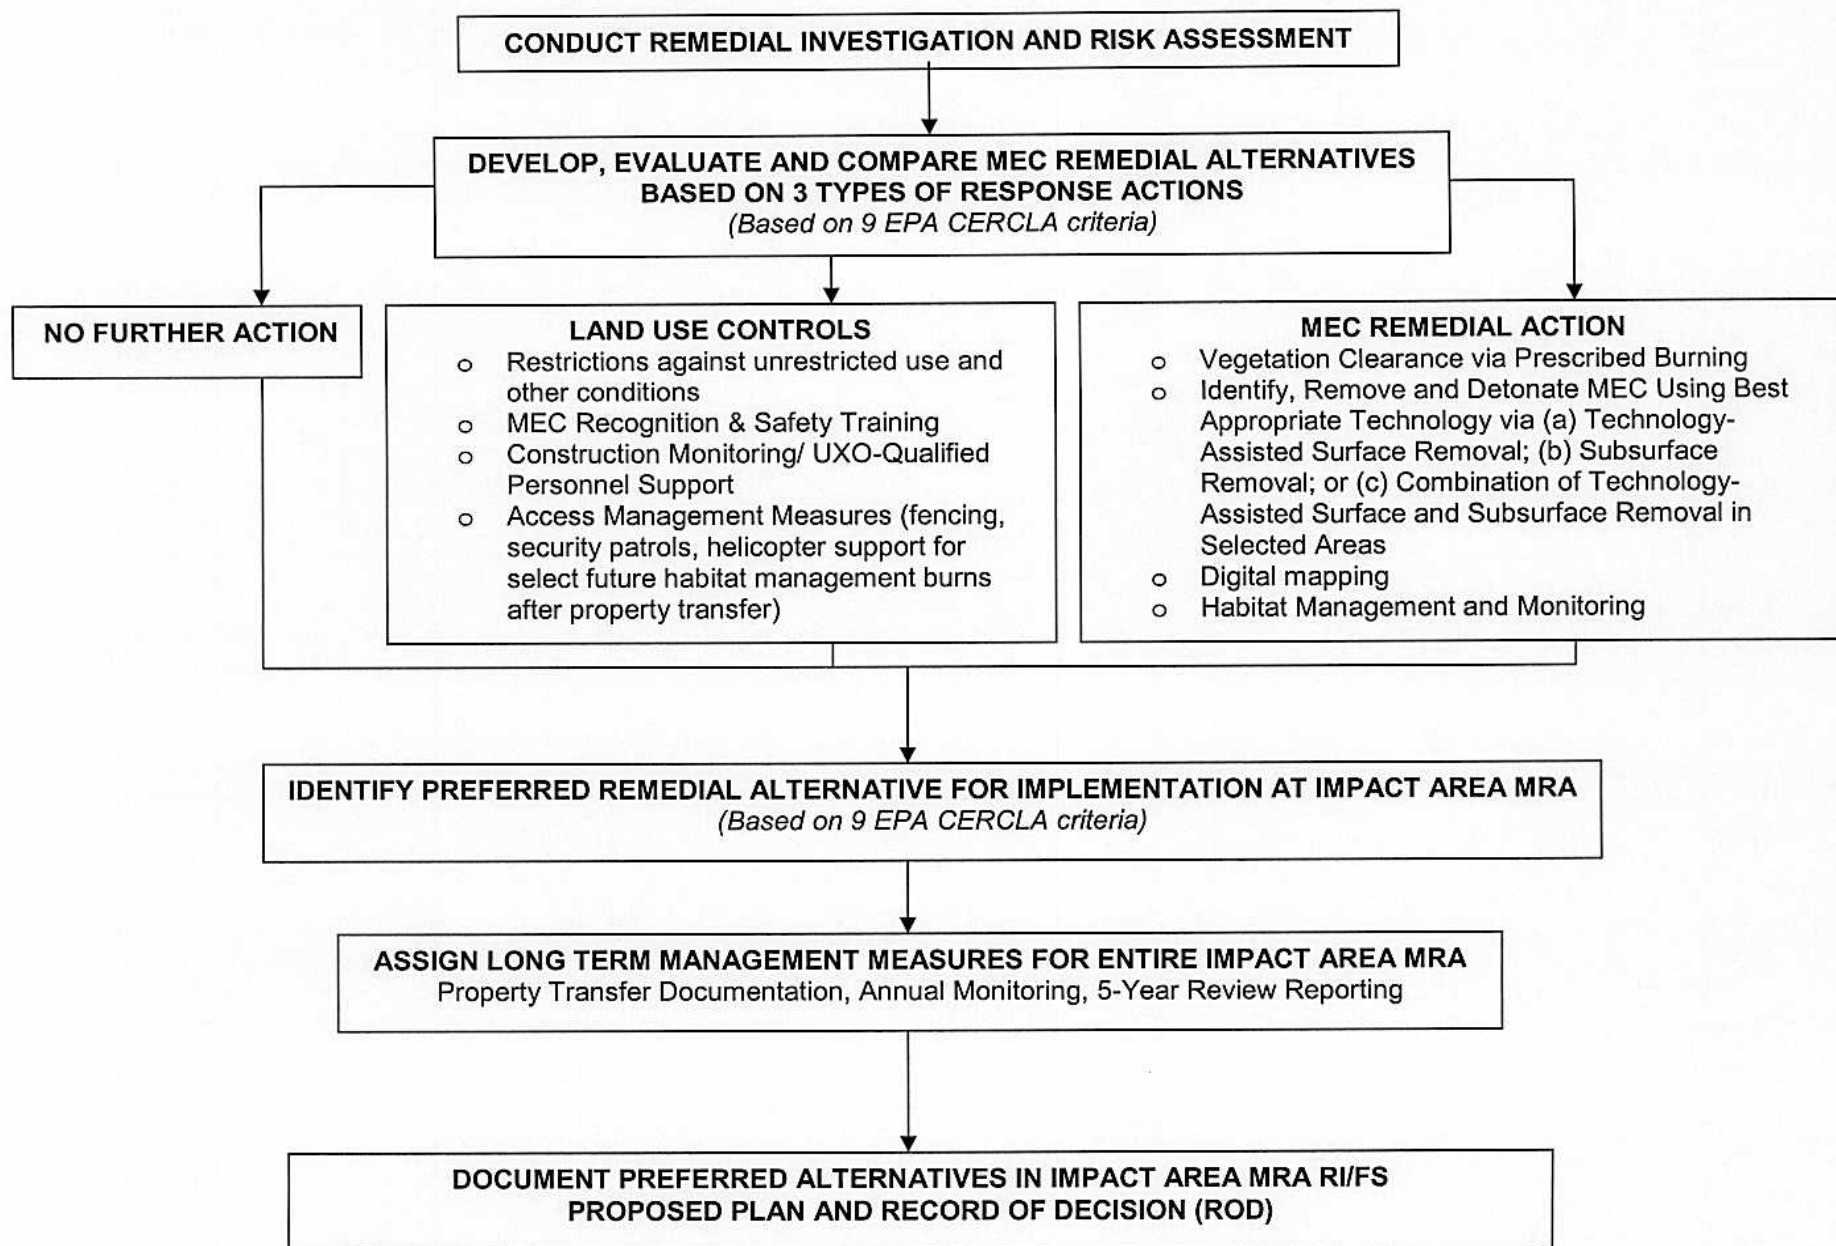 CONDUCT REMEDIAL INVESTIGATION AND RISK ASSESSMENT
DEVELOP, EVALUATE AND COMPARE MEC REMEDIAL ALTERNATIVES
BASED ON 3 TYPES OF RESPONSE ACTIONS
(Based on 9 EPA CERCLA criteria)
NO FURTHER ACTION
LAND USE CONTROLS
o Restrictions against unrestricted use and
other conditions
o MEC Recognition & Safety Training
o Construction Monitoring/ UXO-Qualified
Personnel Support
o Access Management Measures (fencing,
security patrols, helicopter support for
select future habitat management burns
after property transfer)
MEC REMEDIAL ACTION
o Vegetation Clearance via Prescribed Burning
o Identify, Remove and Detonate MEC Using Best
Appropriate Technology via (a) Technology-
Assisted Surface Removal; (b) Subsurface
Removal; or (c) Combination of Technology-
Assisted Surface and Subsurface Removal in
Selected Areas
o Digital mapping
o Habitat Management and Monitoring
IDENTIFY PREFERRED REMEDIAL ALTERNATIVE FOR IMPLEMENTATION AT IMPACT AREA MRA
(Based on 9 EPA CERCLA criteria)
ASSIGN LONG TERM MANAGEMENT MEASURES FOR ENTIRE IMPACT AREA MRA
Property Transfer Documentation, Annual Monitoring, 5-Year Review Reporting
DOCUMENT PREFERRED ALTERNATIVES IN IMPACT AREA MRA RI/FS
PROPOSED PLAN AND RECORD OF DECISION (ROD)